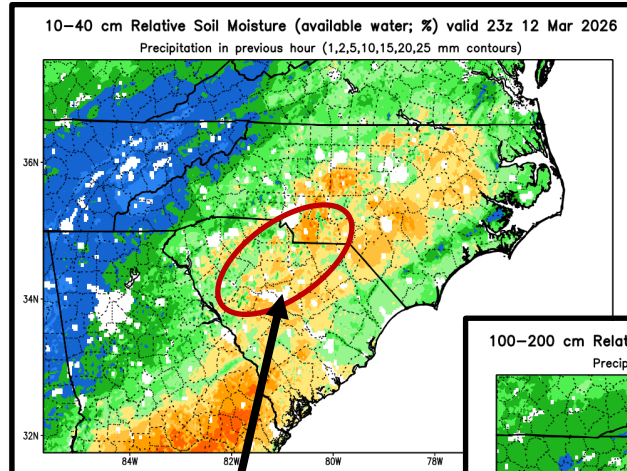 10-40 cm Relative Soil Moisture (available water; %) valid 23z 12 Mar 2026
Precipitation in previous hour (1,2,5,10,15,20,25 mm contours)
36N
34N
32N
84W
82W
80W
78W
100-200 cm Relat
Precip